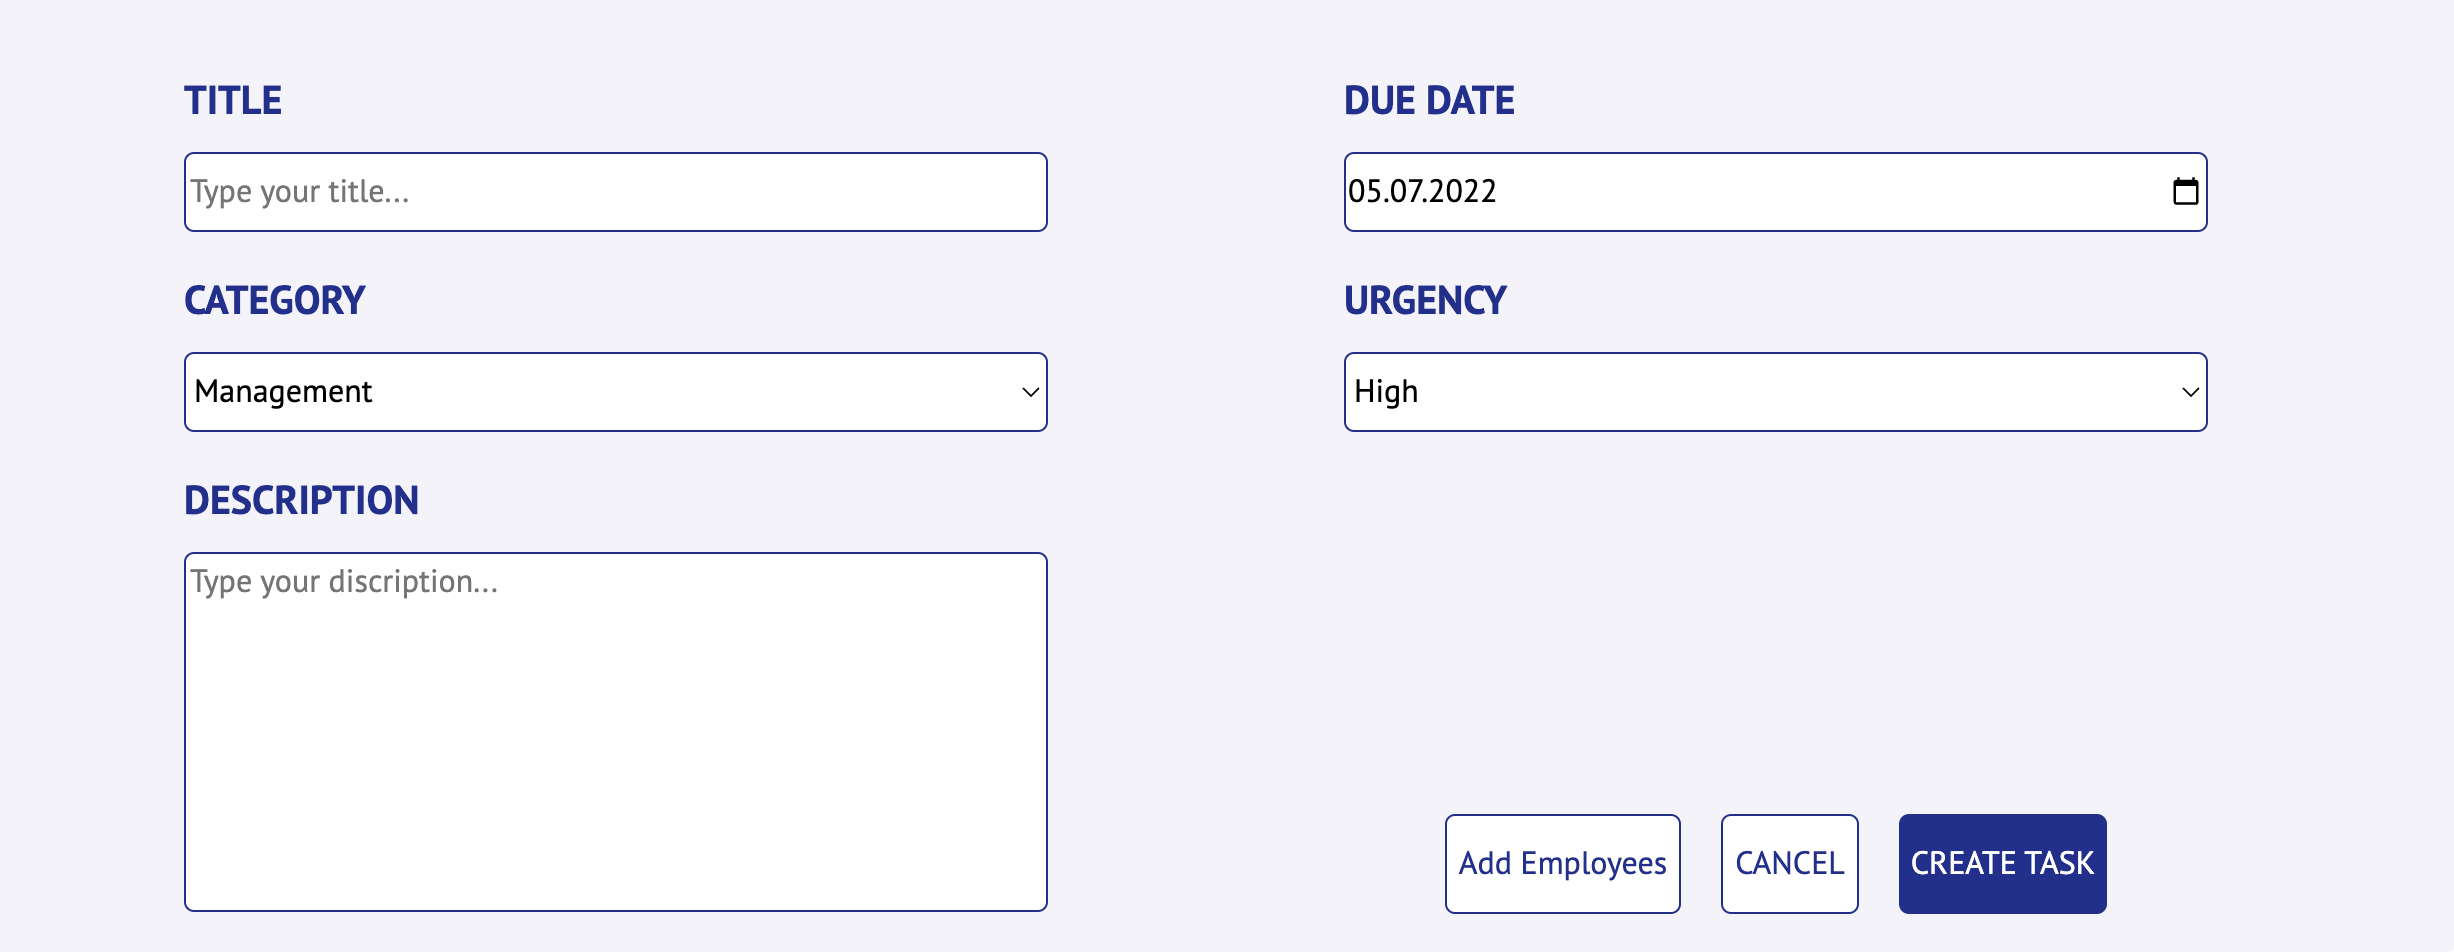 TITLE
Type your title...
DUE DATE
05.07.2022
CATEGORY
Management
URGENCY
High
DESCRIPTION
Type your discription...
Add Employees
CANCEL
CREATE TASK